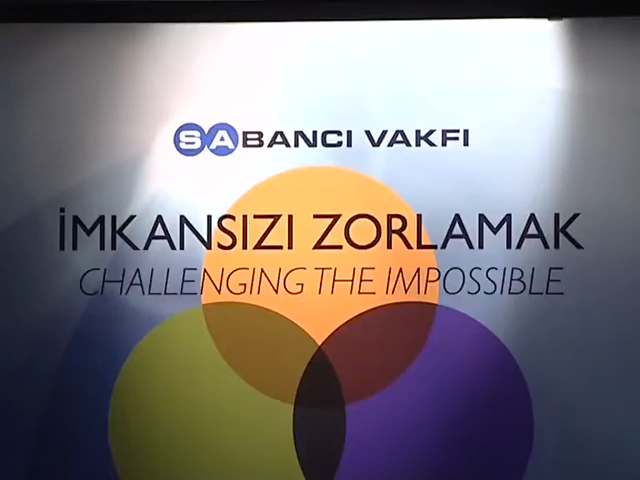 SABANCI VAKFI
İMKANSIZI ZORLAMAK
CHALLENGING THE IMPOSSIBLE